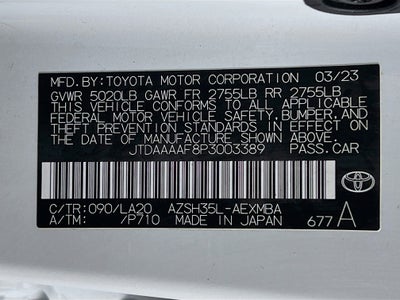 MFD.BY:TOYOTA MOTOR CORPORATION 03/23
GVWR 5020LB GAWR FR 2755LB RR 2755LB
THIS VEHICLE CONFORMS TO ALL APPLICABLE
FEDERAL MOTOR VEHICLE SAFETY,BUMPER,AND
THEFT PREVENTION STANDARDS IN EFFECT ON
THE DATE OF MANUFACTURE SHOWN ABOVE.
JTDAAAAF8P3003389 PASS.CAR
C/TR:090/LA20 AZSH35L-AEXMBA
A/TM: /P710 MADE IN JAPAN 677 A
TOYOTA